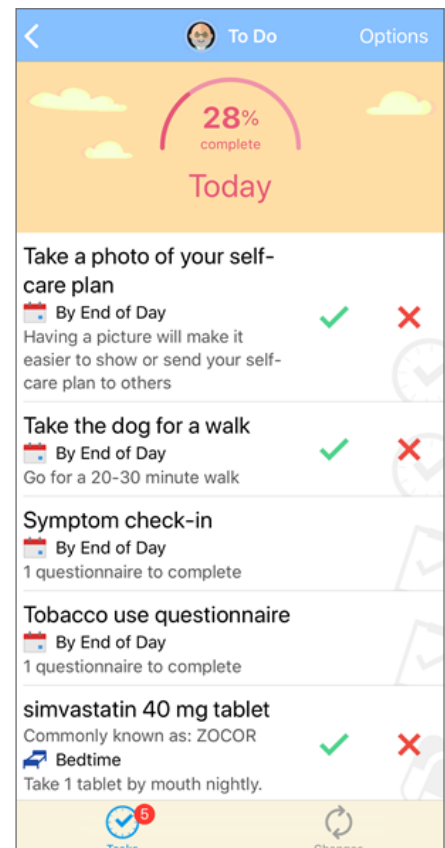 To Do
Options
28%
complete
Today
Take a photo of your self-
care plan
By End of Day
Having a picture will make it
easier to show or send your self-
care plan to others
Take the dog for a walk
By End of Day
Go for a 20-30 minute walk
Symptom check-in
By End of Day
1 questionnaire to complete
Tobacco use questionnaire
By End of Day
1 questionnaire to complete
simvastatin 40 mg tablet
Commonly known as: ZOCOR
Bedtime
Take 1 tablet by mouth nightly.
5